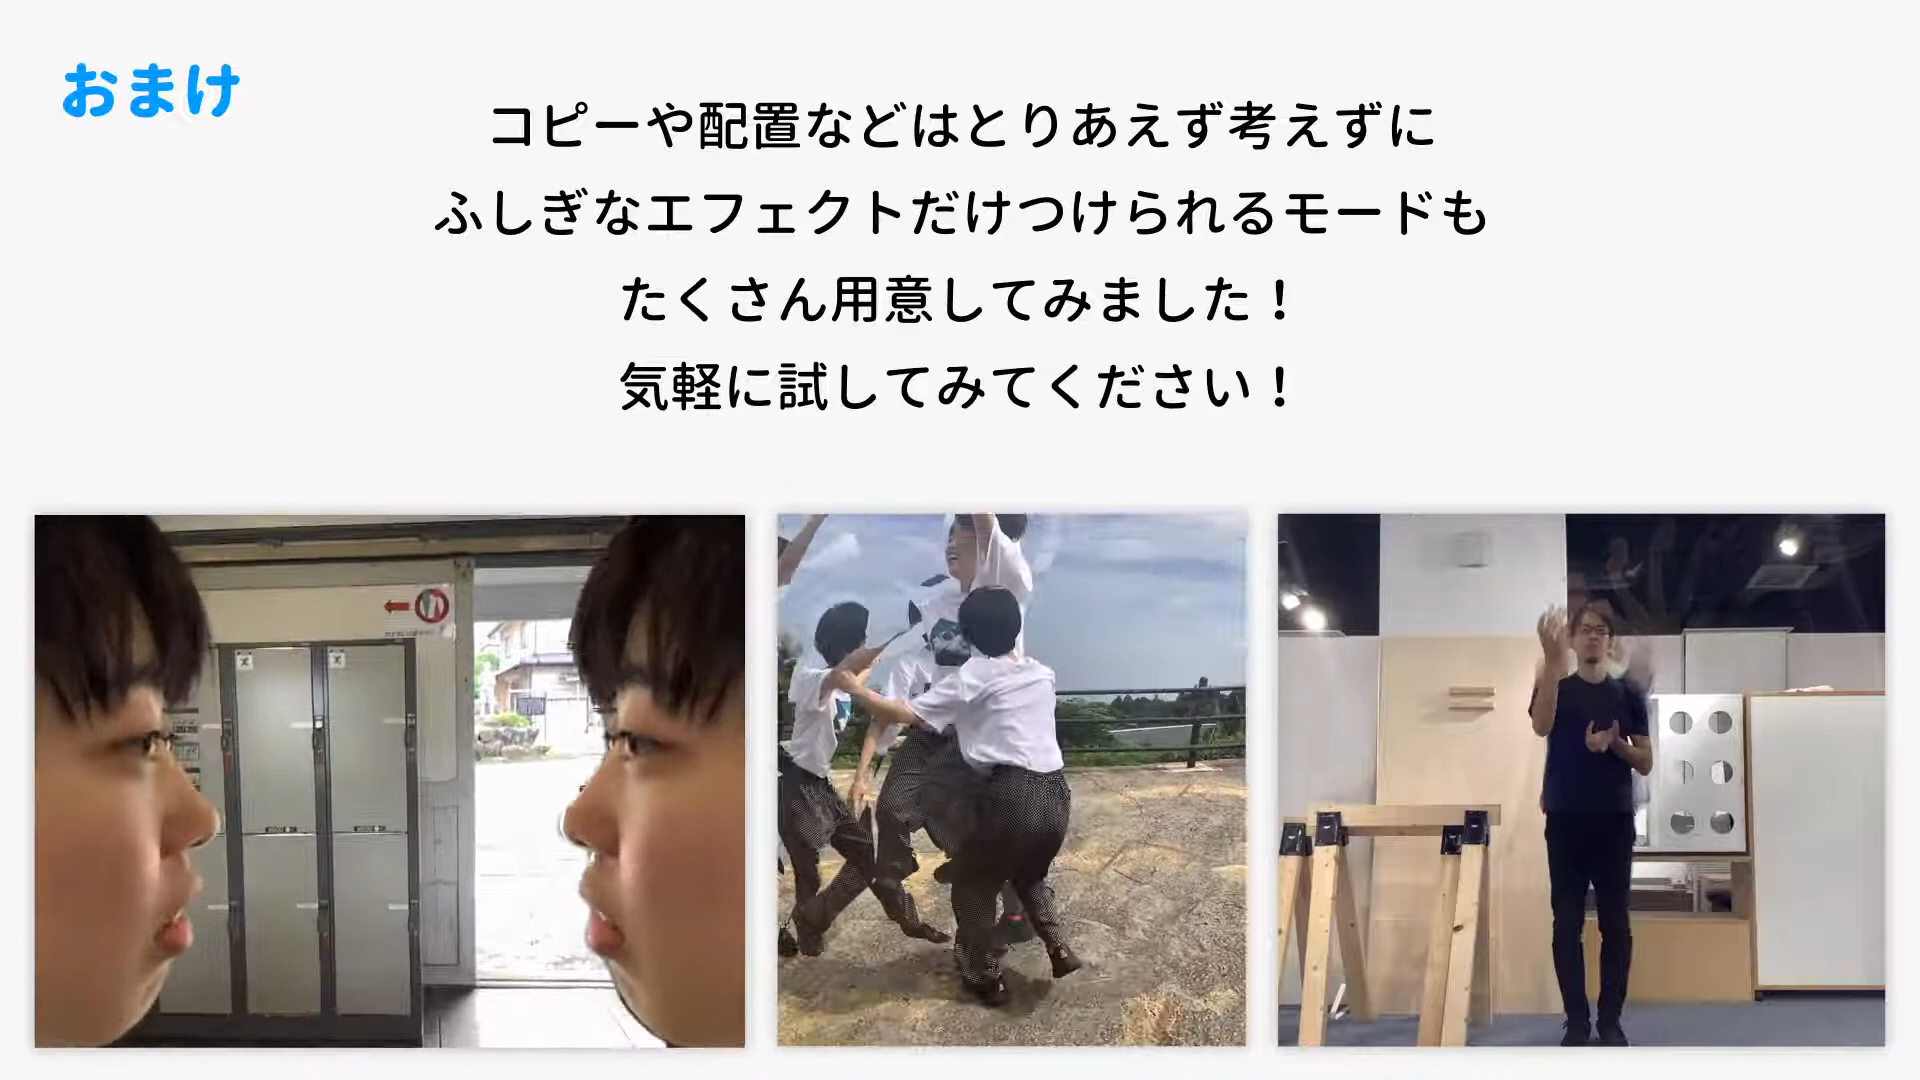 おまけ
コピーや配置などはとりあえず考えずに
ふしぎなエフェクトだけつけられるモードも
たくさん用意してみました！
気軽に試してみてください！